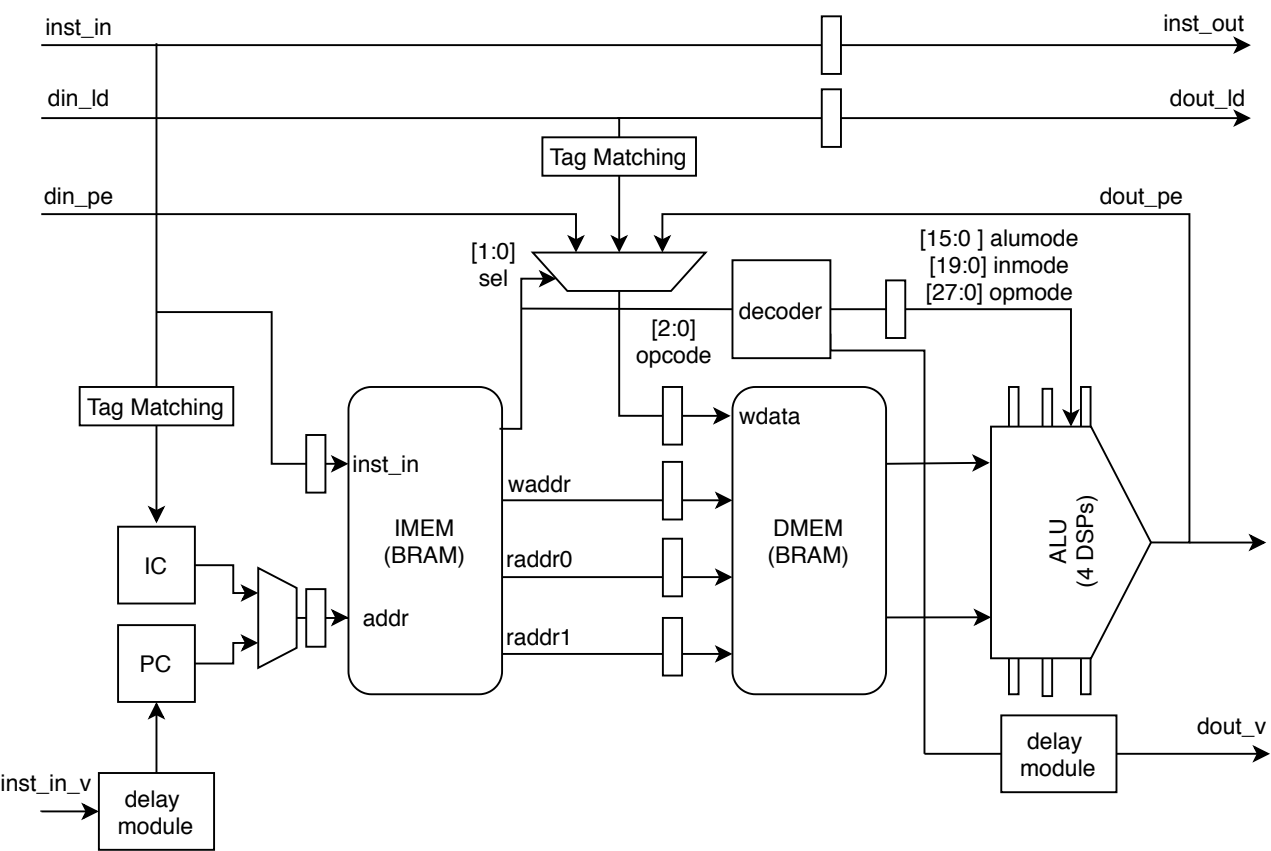 inst_in
inst_out
din_ld
dout_ld
Tag Matching
din_pe
dout_pe
[1:0]
sel
[15:0 ] alumode
[19:0] inmode
[27:0] opmode
decoder
[2:0]
opcode
Tag Matching
inst_in
wdata
waddr
IMEM
(BRAM)
DMEM
(BRAM)
ALU
(4 DSPs)
raddr0
IC
addr
raddr1
PC
inst_in_v
delay
module
delay
module
dout_v